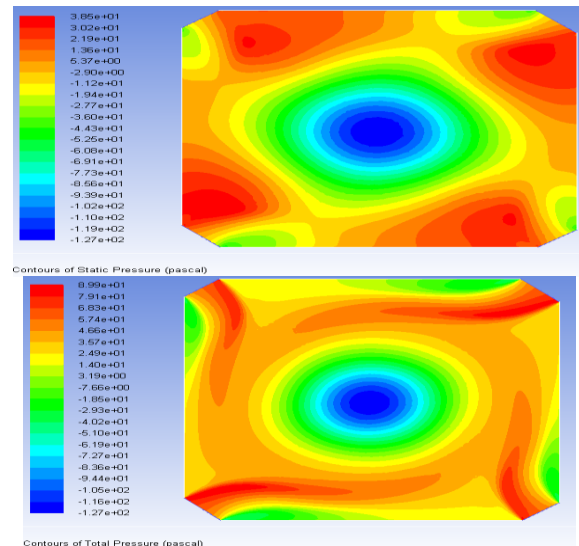 3.85e+01
3.02e+01
2.19e+01
1.36e+01
5.37e+00
-2.90e+00
-1.12e+01
-1.94e+01
-2.77e+01
-3.60e+01
-4.43e+01
-5.25e+01
-6.08e+01
-6.91e+01
-7.73e+01
-8.56e+01
-9.39e+01
-1.02e+02
-1.10e+02
-1.19e+02
-1.27e+02
Contours of Static Pressure (pascal)
8.99e+01
7.91e+01
6.83e+01
5.74e+01
4.66e+01
3.57e+01
2.49e+01
1.40e+01
3.19e+00
-7.66e+00
-1.85e+01
-2.93e+01
-4.02e+01
-5.10e+01
-6.19e+01
-7.27e+01
-8.36e+01
-9.44e+01
-1.05e+02
-1.16e+02
-1.27e+02
Contours of Total Pressure (pascal)